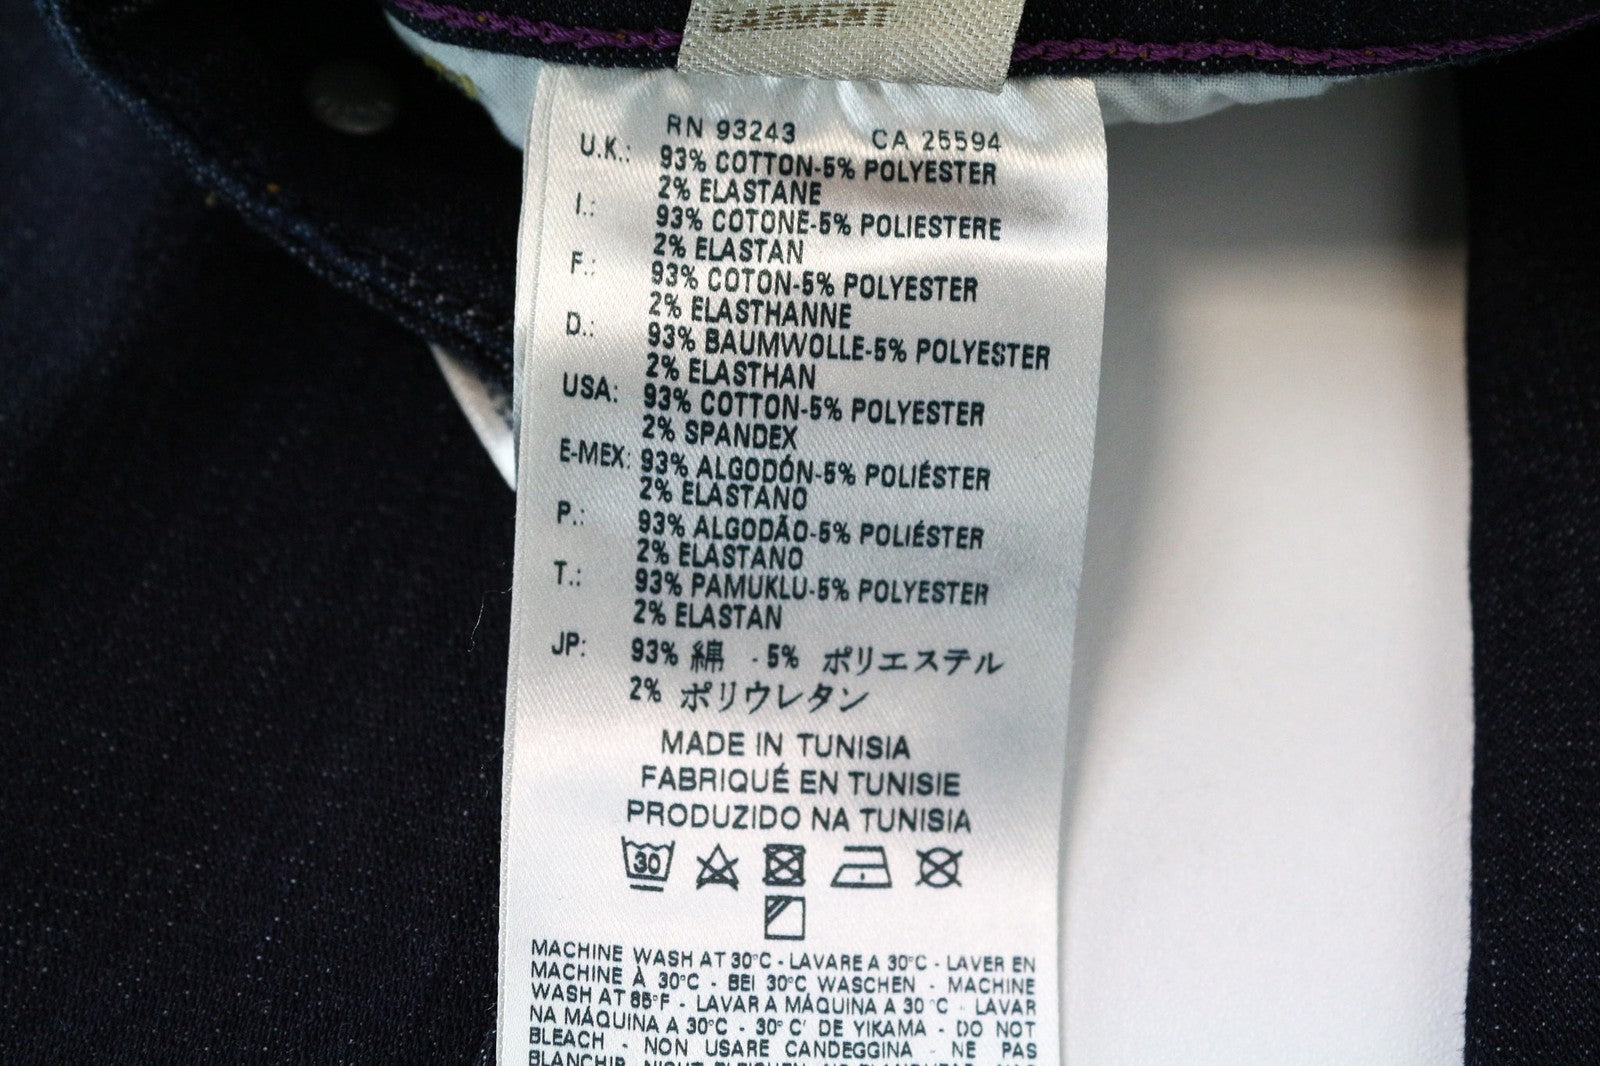 GARMENT
RN 93243 CA 25594
U.K.: 93% COTTON-5% POLYESTER
2% ELASTANE
I.: 93% COTONE-5% POLIESTERE
2% ELASTAN
F.: 93% COTON-5% POLYESTER
2% ELASTHANNE
D.: 93% BAUMWOLLE-5% POLYESTER
2% ELASTHAN
USA: 93% COTTON-5% POLYESTER
2% SPANDEX
E-MEX: 93% ALGODÓN-5% POLIÉSTER
2% ELASTANO
P.: 93% ALGODÃO-5% POLIÉSTER
2% ELASTANO
T.: 93% PAMUKLU-5% POLYESTER
2% ELASTAN
JP: 93% 綿 - 5% ポリエステル
2% ポリウレタン
MADE IN TUNISIA
FABRIQUÉ EN TUNISIE
PRODUZIDO NA TUNISIA
30
MACHINE WASH AT 30°C - LAVARE A 30°C - LAVER EN
MACHINE À 30°C - BEI 30°C WASCHEN - MACHINE
WASH AT 85°F - LAVAR A MÁQUINA A 30°C - LAVAR
NA MÁQUINA A 30°C - 30°C' DE YIKAMA - DO NOT
BLEACH - NON USARE CANDEGGINA - NE PAS